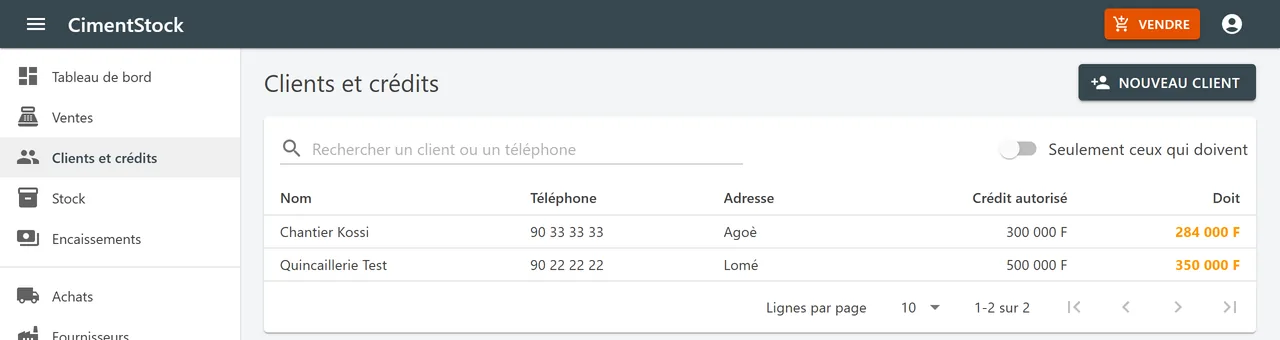 CimentStock
VENDRE
Tableau de bord
Ventes
Clients et crédits
Stock
Encaissements
Achats
Fournisseurs
Clients et crédits
NOUVEAU CLIENT
Rechercher un client ou un téléphone
Seulement ceux qui doivent
Nom Téléphone Adresse Crédit autorisé Doit
Chantier Kossi 90 33 33 33 Agoè 300 000 F 284 000 F
Quincaillerie Test 90 22 22 22 Lomé 500 000 F 350 000 F
Lignes par page 10 1-2 sur 2